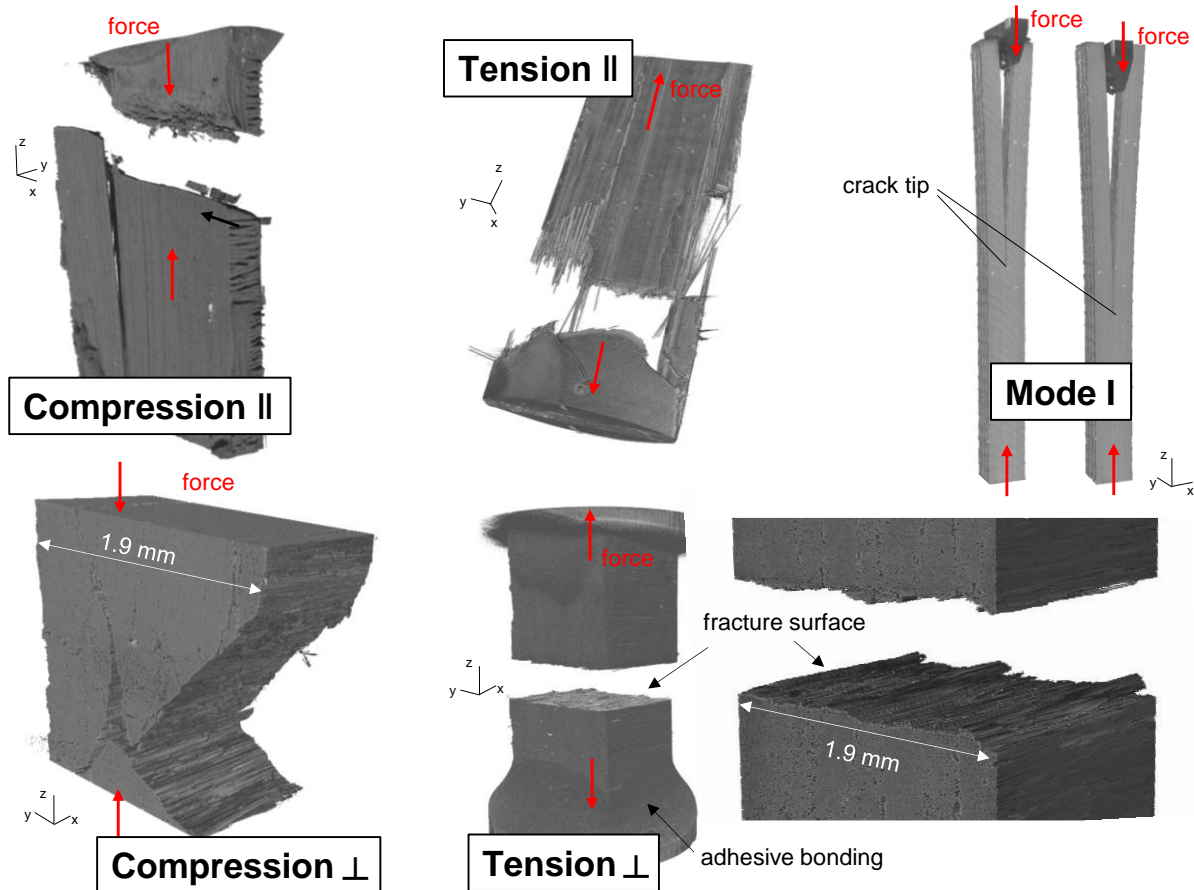 force
z
y
x
Compression ||
Tension ||
force
z
y
x
force
force
crack tip
Mode I
z
y
x
force
1.9 mm
z
y
x
Compression ⊥
force
fracture surface
z
y
x
1.9 mm
adhesive bonding
Tension ⊥